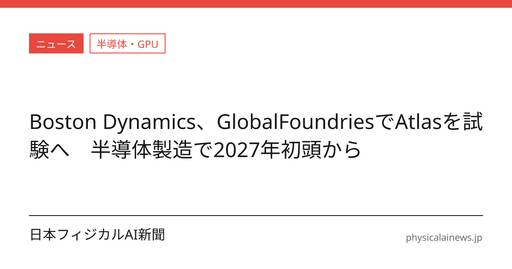 ニュース 半導体・GPU
Boston Dynamics、GlobalFoundriesでAtlasを試
験へ　半導体製造で2027年初頭から
日本フィジカルAI新聞 physicalainews.jp